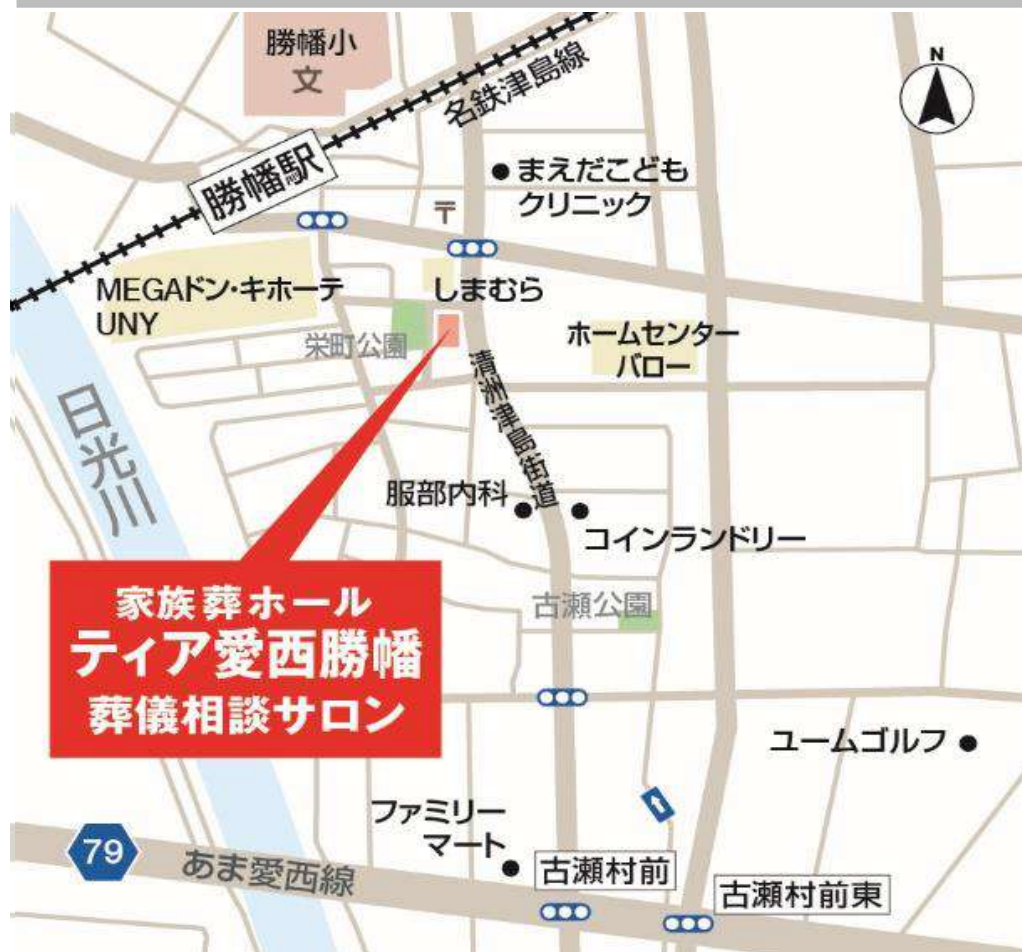 勝幡小
文
N
名鉄津島線
勝幡駅
まえだこども
クリニック
〒
MEGAドン・キホーテ
UNY
しまむら
栄町公園
ホームセンター
バロー
清洲津島街道
日光川
服部内科
コインランドリー
家族葬ホール
ティア愛西勝幡
葬儀相談サロン
古瀬公園
ユームゴルフ
ファミリー
マート
79
あま愛西線
古瀬村前
古瀬村前東